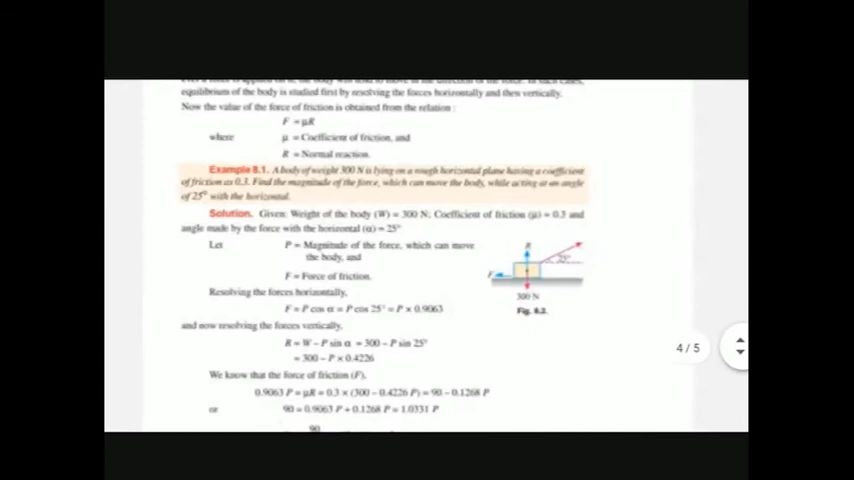 equilibrium of the body is studied first by resolving the forces horizontally and then vertically.
Now the value of the force of friction is obtained from the relation :
F = μR
where μ = Coefficient of friction, and
R = Normal reaction.
Example 8.1. A body of weight 300 N is lying on a rough horizontal plane having a coefficient
of friction as 0.3. Find the magnitude of the force, which can move the body, while acting at an angle
of 25° with the horizontal.
Solution. Given: Weight of the body (W) = 300 N; Coefficient of friction (μ) = 0.3 and
angle made by the force with the horizontal (α) = 25°
Let P = Magnitude of the force, which can move
the body, and
F = Force of friction.
Resolving the forces horizontally,
F = P cos α = P cos 25° = P × 0.9063
and now resolving the forces vertically,
R = W – P sin α = 300 – P sin 25°
= 300 – P × 0.4226
We know that the force of friction (F),
0.9063 P = μR = 0.3 × (300 – 0.4226 P) = 90 – 0.1268 P
or 90 = 0.9063 P + 0.1268 P = 1.0331 P
90
R
25°
F
300 N
Fig. 8.2.
4 / 5